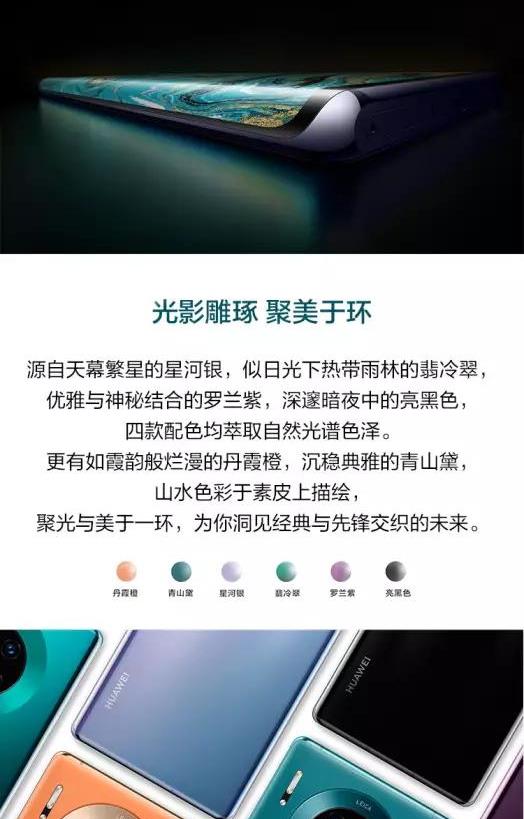 光影雕琢 聚美于环
源自天幕繁星的星河银，似日光下热带雨林的翡冷翠，
优雅与神秘结合的罗兰紫，深邃暗夜中的亮黑色，
四款配色均萃取自然光谱色泽。
更有如霞韵般烂漫的丹霞橙，沉稳典雅的青山黛，
山水色彩于素皮上描绘，
聚光与美于一环，为你洞见经典与先锋交织的未来。
丹霞橙 青山黛 星河银 翡冷翠 罗兰紫 亮黑色
HUAWEI
HUAWEI
LEICA